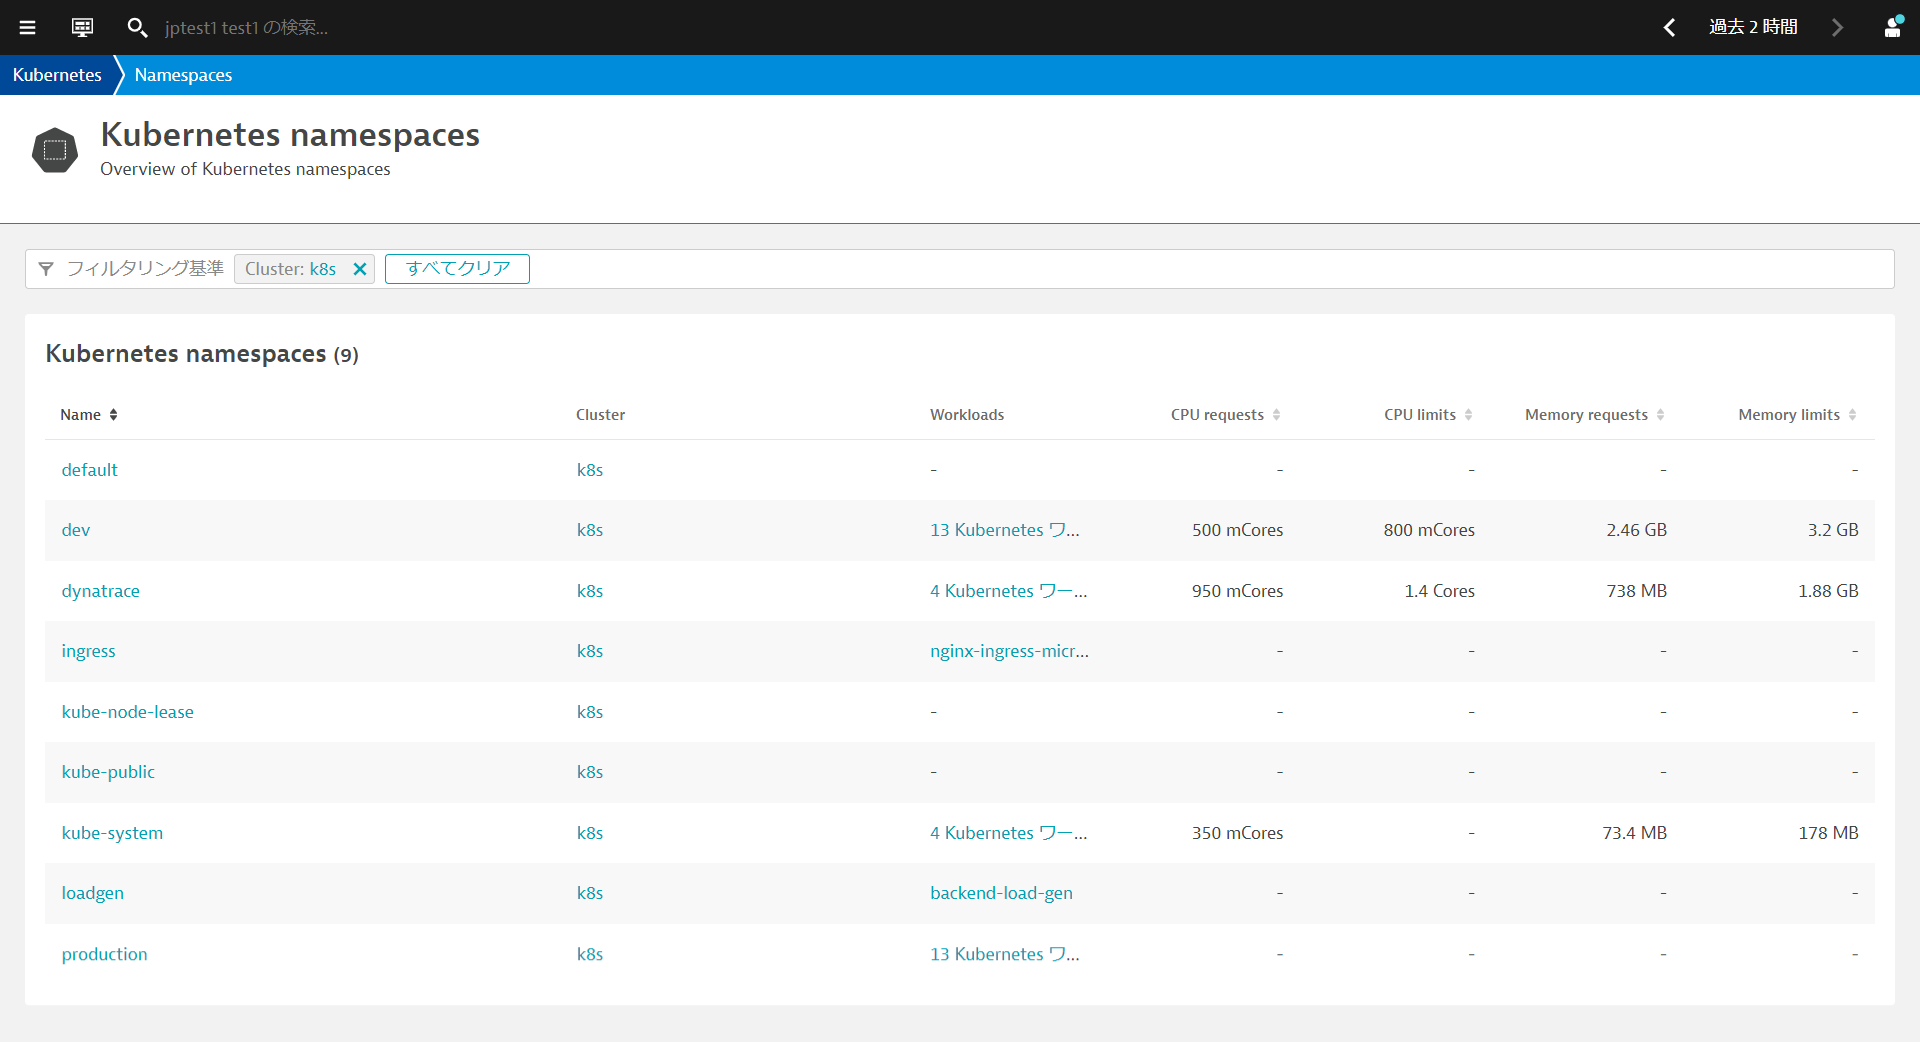 jptest1 test1 の検索...
過去 2 時間
Kubernetes
Namespaces
Kubernetes namespaces
Overview of Kubernetes namespaces
フィルタリング基準 Cluster: k8s すべてクリア
Kubernetes namespaces (9)
Name Cluster Workloads CPU requests CPU limits Memory requests Memory limits
default k8s - - - - -
dev k8s 13 Kubernetes ワ... 500 mCores 800 mCores 2.46 GB 3.2 GB
dynatrace k8s 4 Kubernetes ワー... 950 mCores 1.4 Cores 738 MB 1.88 GB
ingress k8s nginx-ingress-micr... - - - -
kube-node-lease k8s - - - - -
kube-public k8s - - - - -
kube-system k8s 4 Kubernetes ワー... 350 mCores - 73.4 MB 178 MB
loadgen k8s backend-load-gen - - - -
production k8s 13 Kubernetes ワ... - - - -